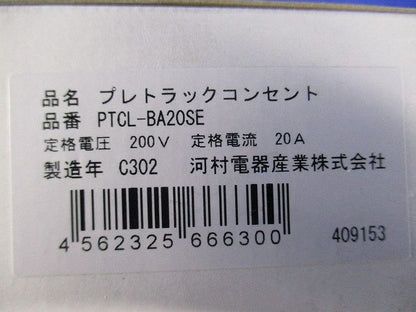 品名 プレトラックコンセント
品番 PTCL-BA20SE
定格電圧 200V 定格電流 20A
製造年 C302 河村電器産業株式会社
4 562325 666300
409153